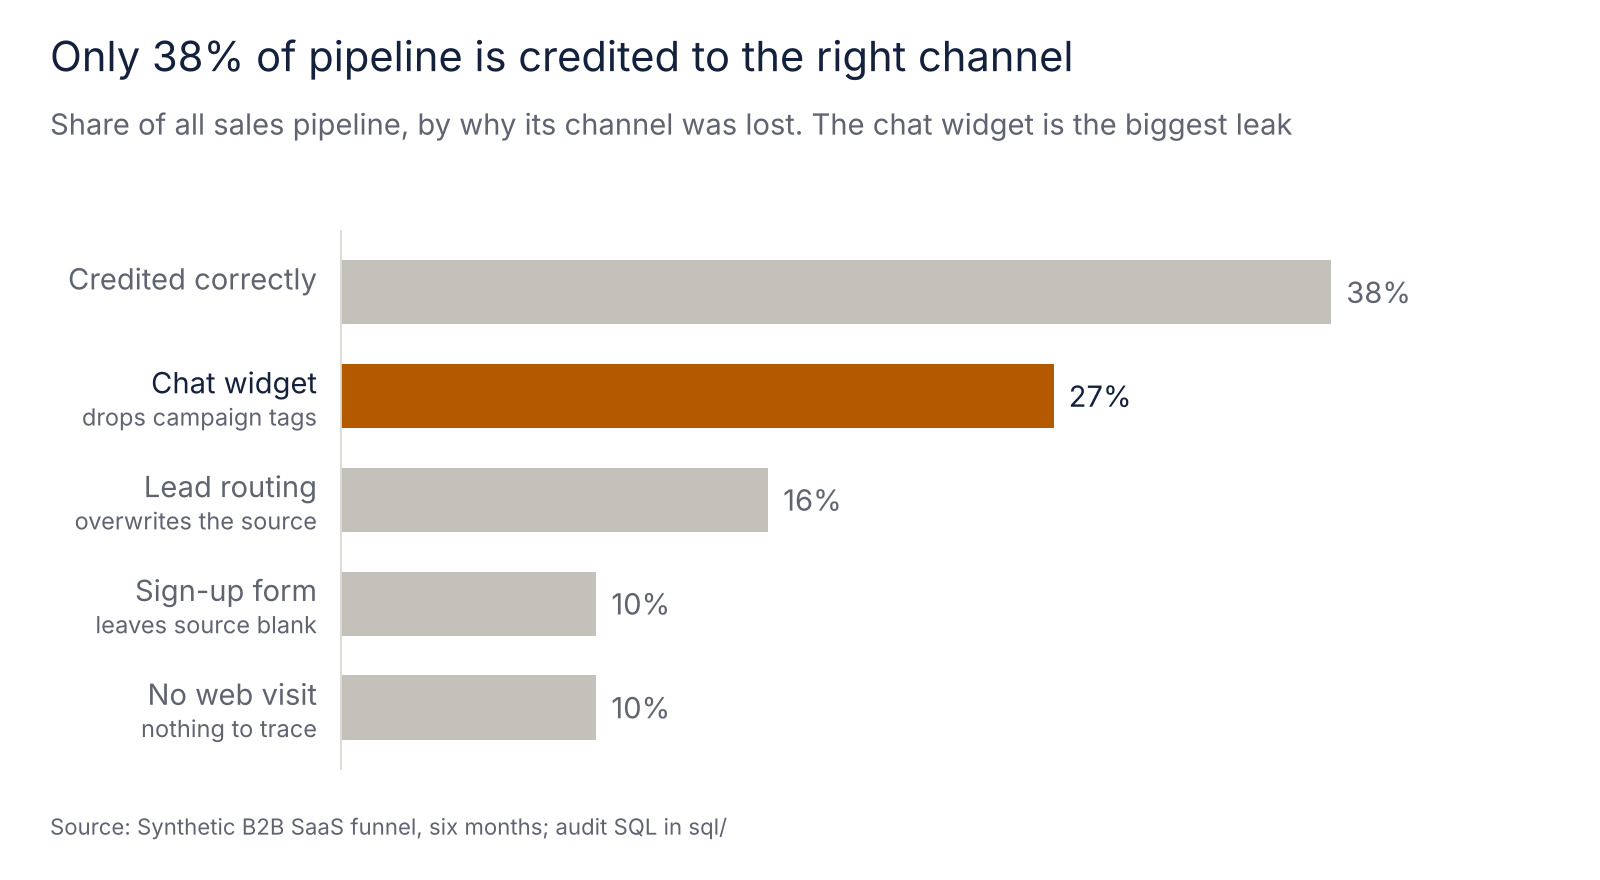 Only 38% of pipeline is credited to the right channel
Share of all sales pipeline, by why its channel was lost. The chat widget is the biggest leak
Credited correctly
38%
Chat widget
drops campaign tags
27%
Lead routing
overwrites the source
16%
Sign-up form
leaves source blank
10%
No web visit
nothing to trace
10%
Source: Synthetic B2B SaaS funnel, six months; audit SQL in sql/